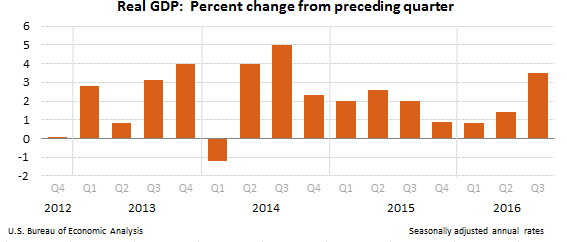 Real GDP: Percent change from preceding quarter
6
5
4
3
2
1
0
-1
-2
Q4 Q1 Q2 Q3 Q4 Q1 Q2 Q3 Q4 Q1 Q2 Q3 Q4 Q1 Q2 Q3
2012 2013 2014 2015 2016
U.S. Bureau of Economic Analysis Seasonally adjusted annual rates